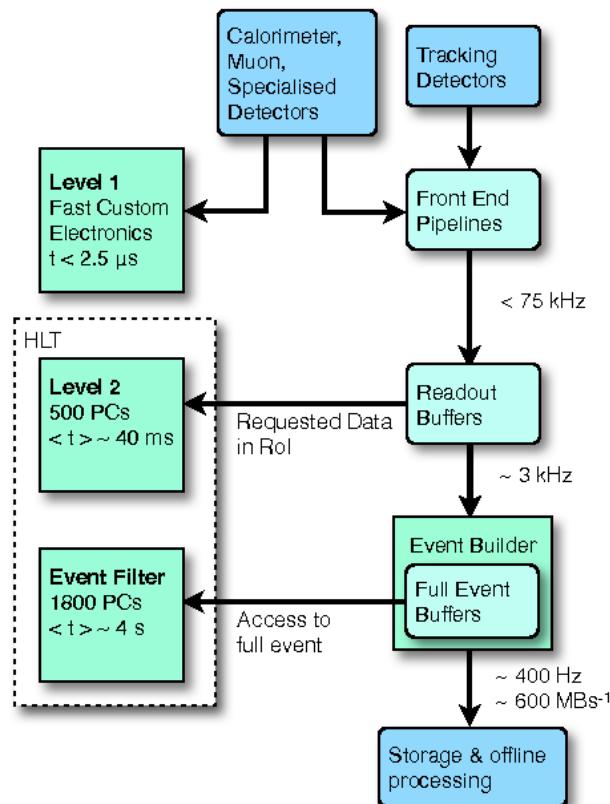 Calorimeter,
Muon,
Specialised
Detectors
Tracking
Detectors
Level 1
Fast Custom
Electronics
t < 2.5 µs
Front End
Pipelines
< 75 kHz
HLT
Level 2
500 PCs
< t > ~ 40 ms
Requested Data
in RoI
Readout
Buffers
~ 3 kHz
Event Builder
Full Event
Buffers
Event Filter
1800 PCs
< t > ~ 4 s
Access to
full event
~ 400 Hz
~ 600 MBs⁻¹
Storage & offline
processing